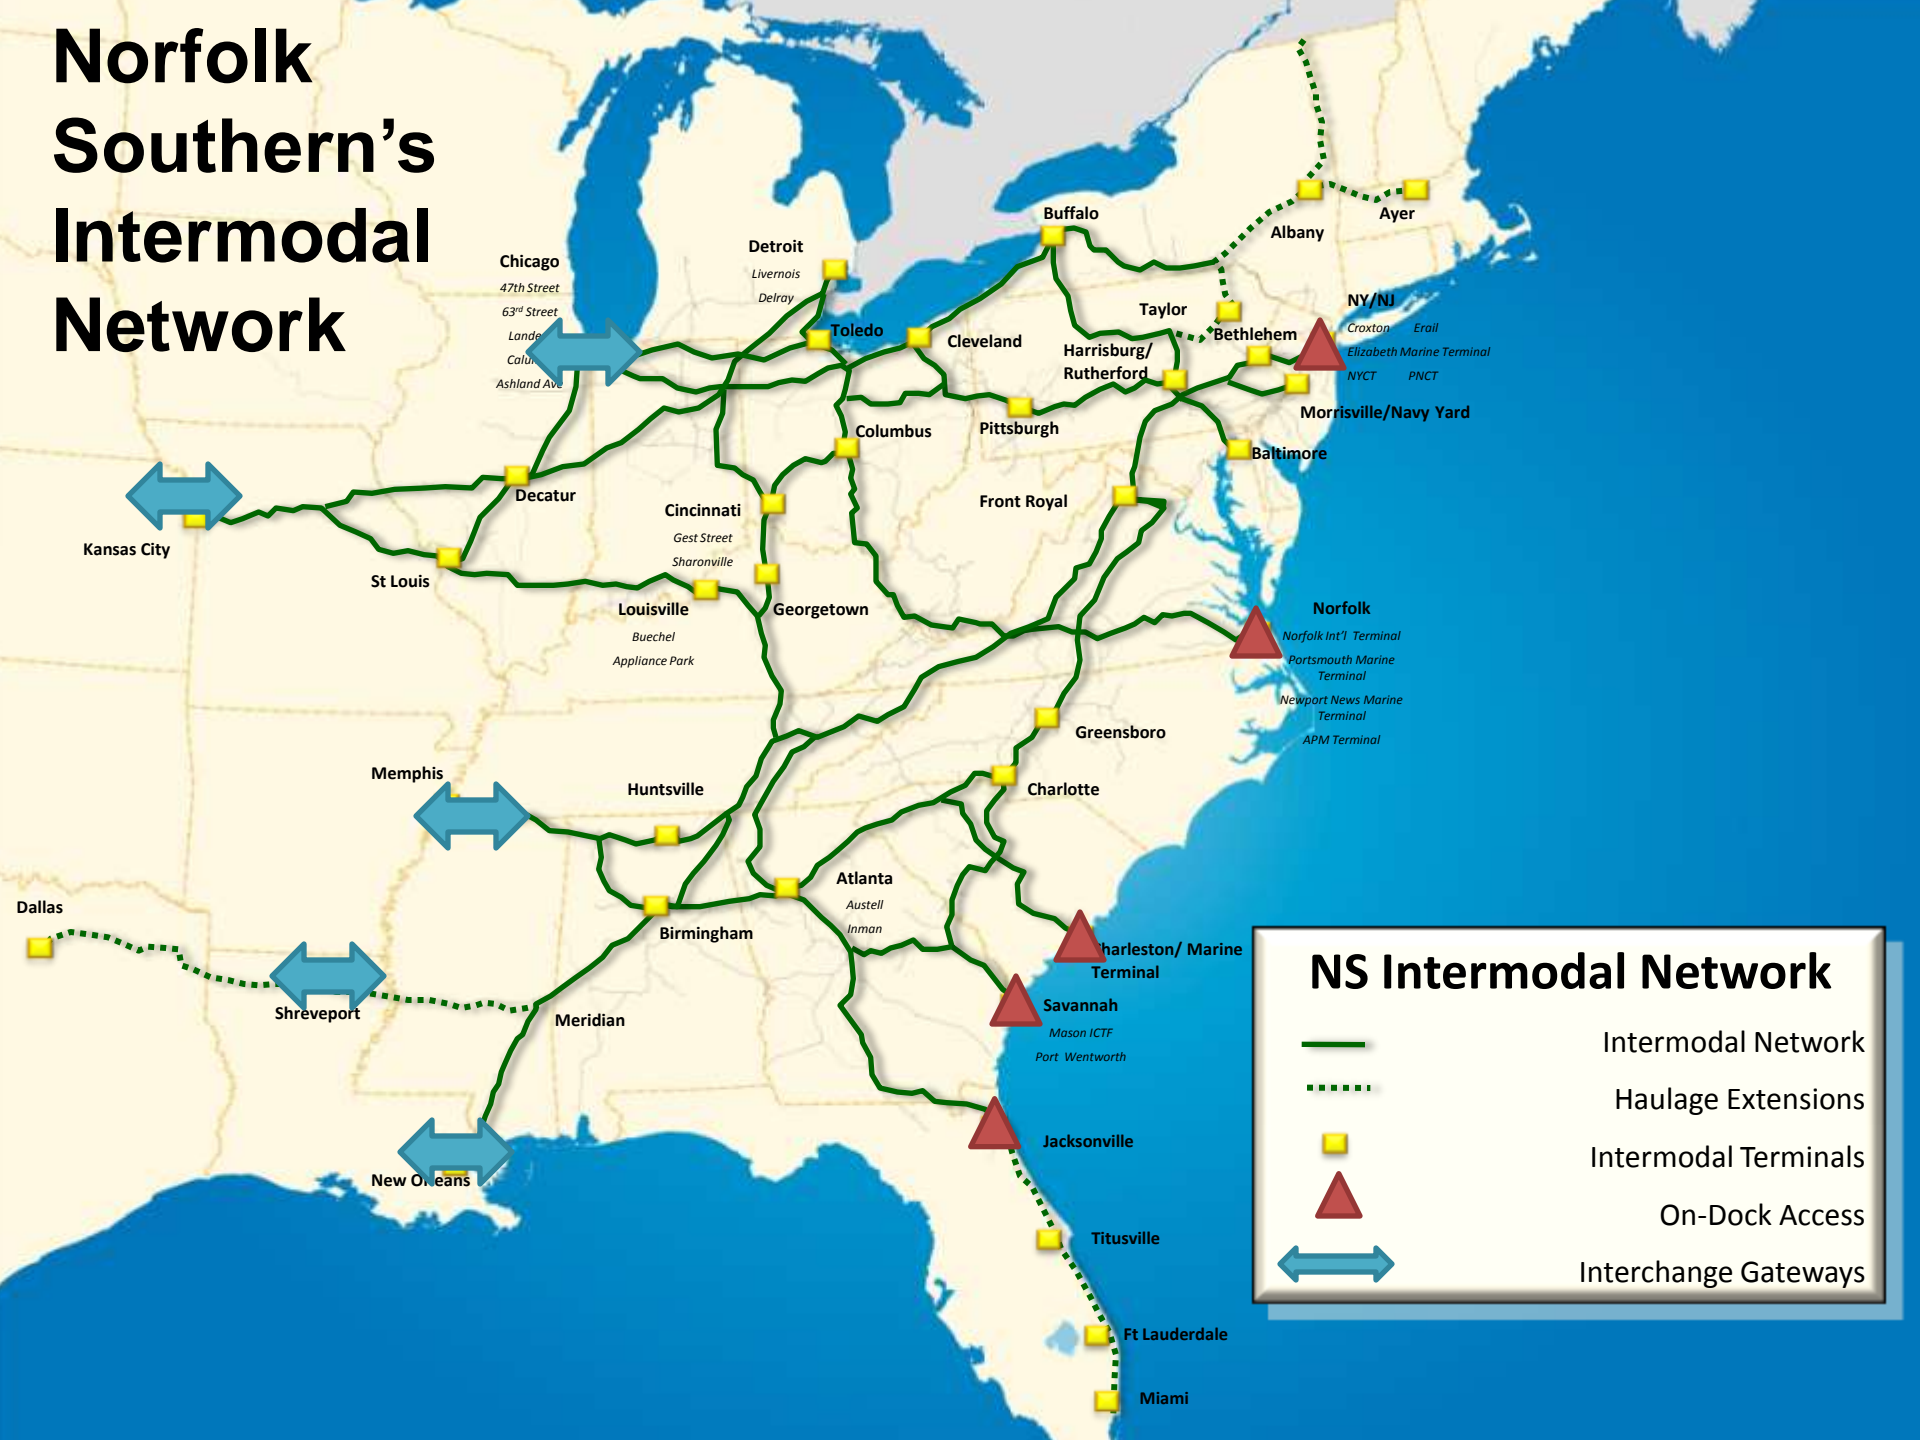 Norfolk
Southern’s
Intermodal
Network
Chicago
47th Street
63rd Street
Ashland Ave
Detroit
Livernois
Delray
Toledo
Buffalo
Cleveland
Albany
Ayer
Taylor
NY/NJ
Croxton Erail
Elizabeth Marine Terminal
NYCT PNCT
Bethlehem
Harrisburg/
Rutherford
Morrisville/Navy Yard
Pittsburgh
Columbus
Baltimore
Decatur
Front Royal
Cincinnati
Gest Street
Sharonville
Kansas City
St Louis
Louisville
Buechel
Appliance Park
Georgetown
Norfolk
Norfolk Int’l Terminal
Portsmouth Marine
Terminal
Newport News Marine
Terminal
APM Terminal
Greensboro
Memphis
Huntsville
Charlotte
Atlanta
Austell
Inman
Dallas
Birmingham
Charleston/ Marine
Terminal
Savannah
Mason ICTF
Port Wentworth
Shreveport
Meridian
Jacksonville
New Orleans
Titusville
Ft Lauderdale
Miami
NS Intermodal Network
Intermodal Network
Haulage Extensions
Intermodal Terminals
On-Dock Access
Interchange Gateways